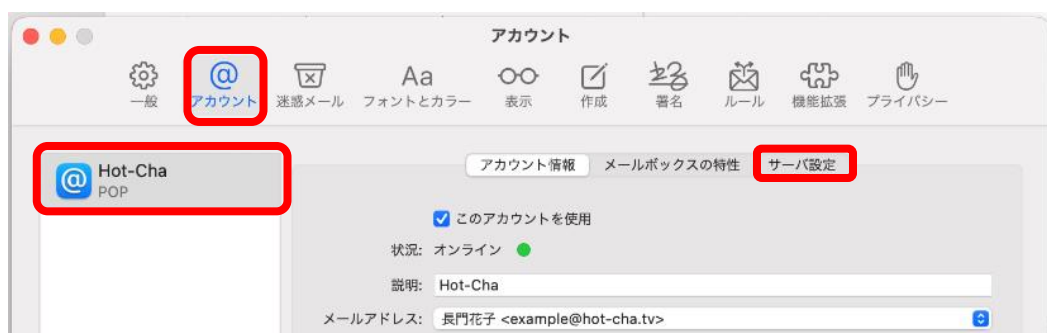 アカウント
一般 アカウント 迷惑メール フォントとカラー 表示 作成 署名 ルール 機能拡張 プライバシー
Hot-Cha
POP
アカウント情報 メールボックスの特性 サーバ設定
このアカウントを使用
状況: オンライン
説明: Hot-Cha
メールアドレス: 長門花子 <example@hot-cha.tv>